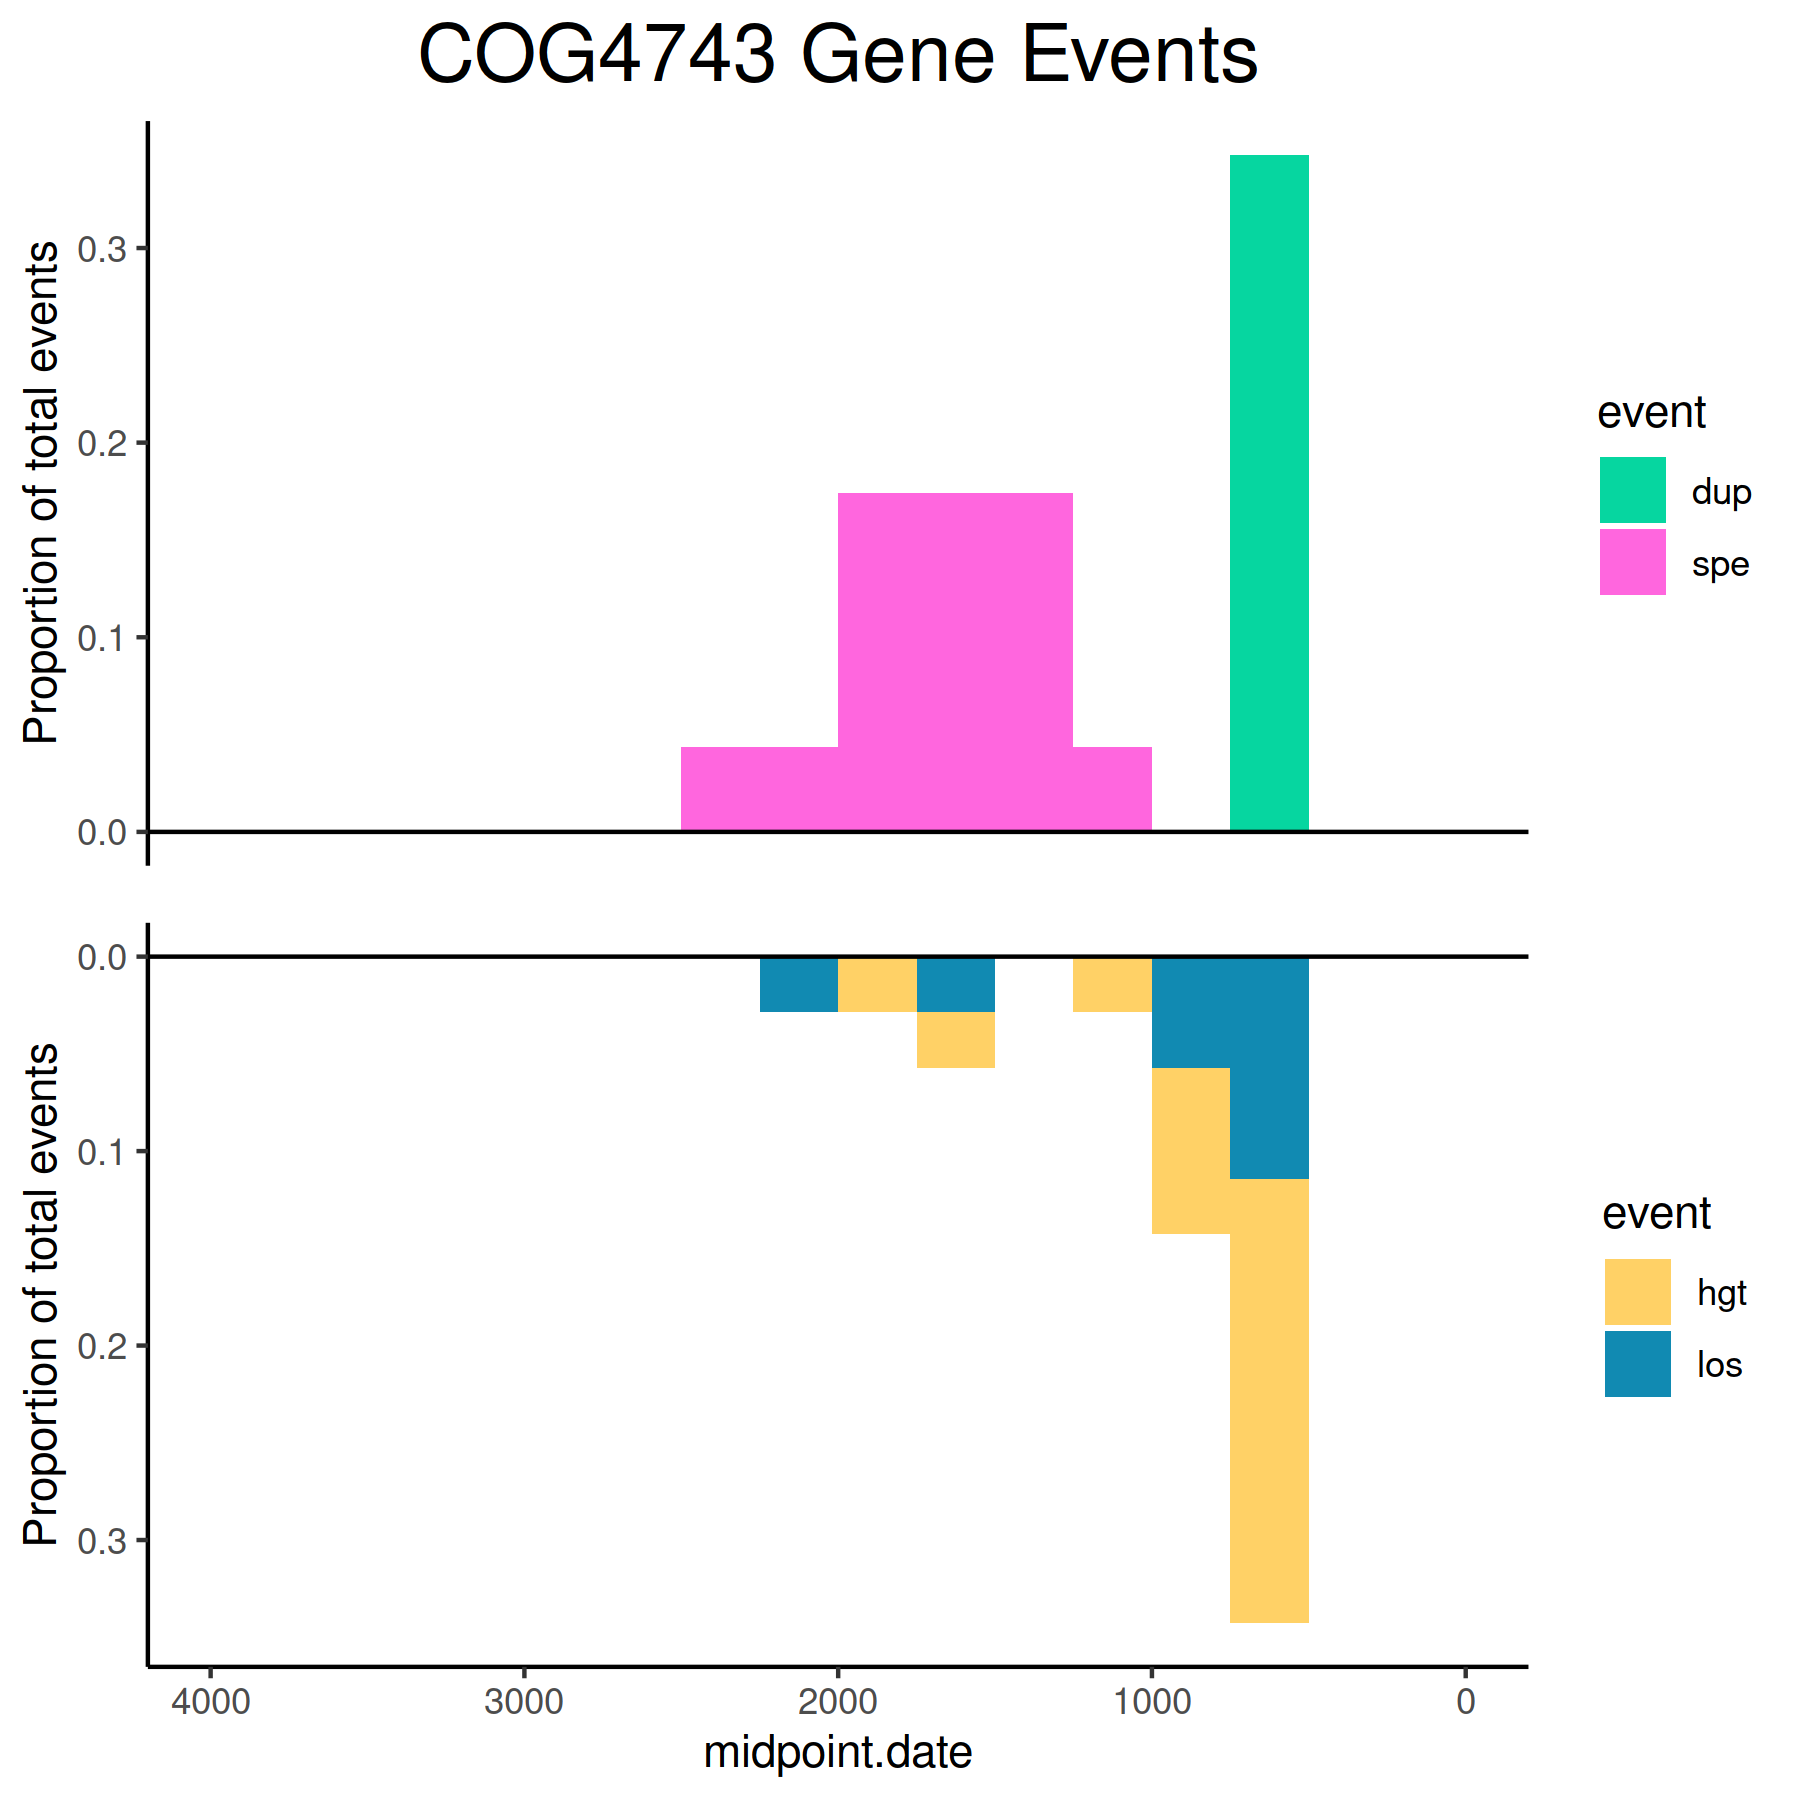 COG4743 Gene Events
Proportion of total events
0.3
0.2
0.1
0.0
event
dup
spe
Proportion of total events
0.0
0.1
0.2
0.3
event
hgt
los
4000 3000 2000 1000 0
midpoint.date